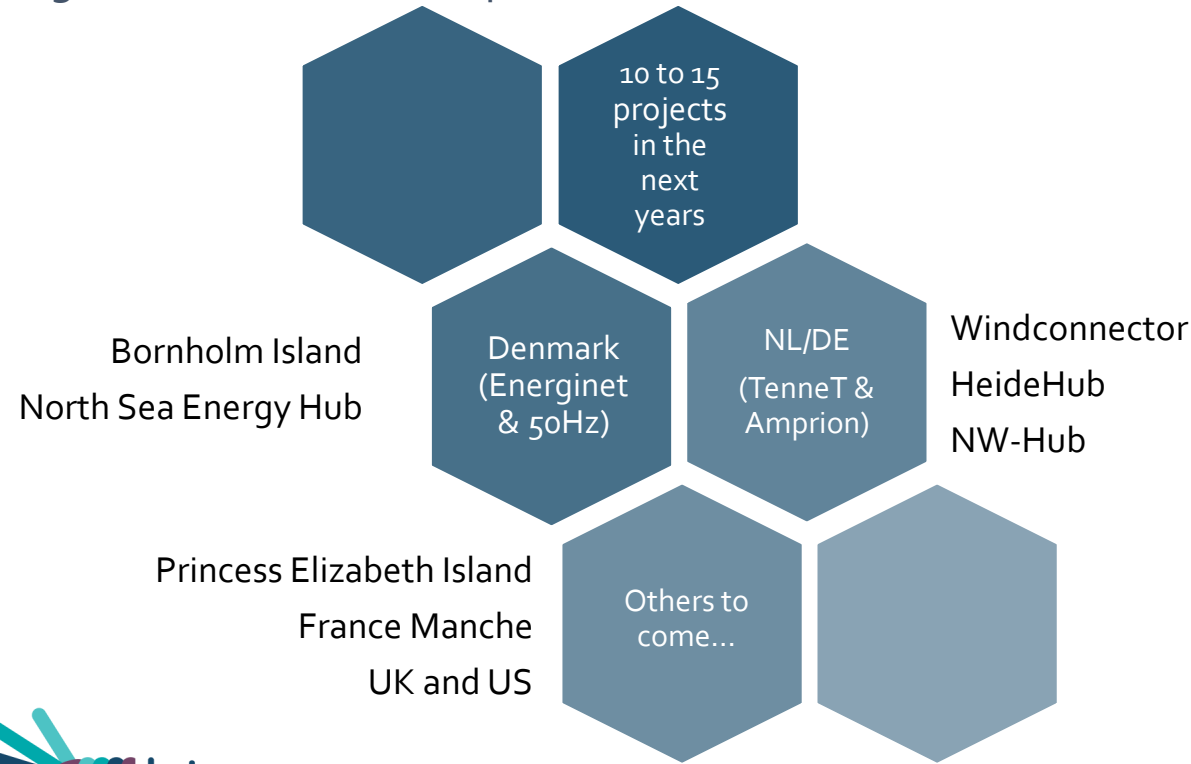 10 to 15
projects
in the
next
years
Bornholm Island
North Sea Energy Hub
Denmark
(Energinet
& 50Hz)
NL/DE
(TenneT &
Amprion)
Windconnector
HeideHub
NW-Hub
Princess Elizabeth Island
France Manche
UK and US
Others to
come...